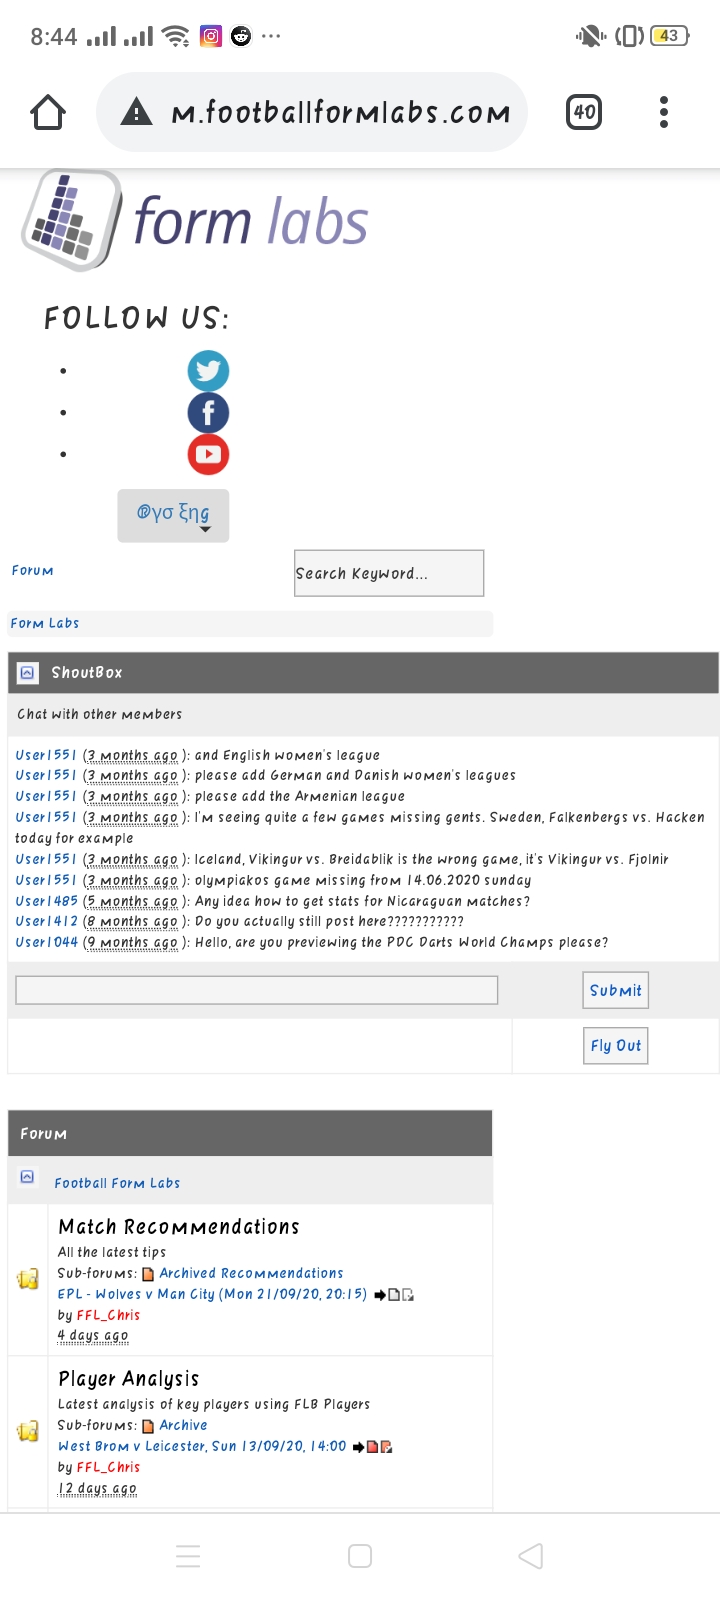 8:44
43
m.footballformlabs.com
40
form labs
FOLLOW US:
®γσ ξηg
Forum
Search Keyword...
Form Labs
ShoutBox
Chat with other members
User1551 (3 months ago ): and English women's league
User1551 (3 months ago ): please add German and Danish women's leagues
User1551 (3 months ago ): please add the Armenian league
User1551 (3 months ago ): I'm seeing quite a few games missing gents. Sweden, Falkenbergs vs. Hacken
today for example
User1551 (3 months ago ): Iceland, Vikingur vs. Breidablik is the wrong game, it's Vikingur vs. Fjolnir
User1551 (3 months ago ): olympiakos game missing from 14.06.2020 sunday
User1485 (5 months ago ): Any idea how to get stats for Nicaraguan matches?
User1412 (8 months ago ): Do you actually still post here???????????
User1044 (9 months ago ): Hello, are you previewing the PDC Darts World Champs please?
Submit
Fly Out
Forum
Football Form Labs
Match Recommendations
All the latest tips
Sub-forums: Archived Recommendations
EPL - Wolves v Man City (Mon 21/09/20, 20:15)
by FFL_Chris
4 days ago
Player Analysis
Latest analysis of key players using FLB Players
Sub-forums: Archive
West Brom v Leicester, Sun 13/09/20, 14:00
by FFL_Chris
12 days ago